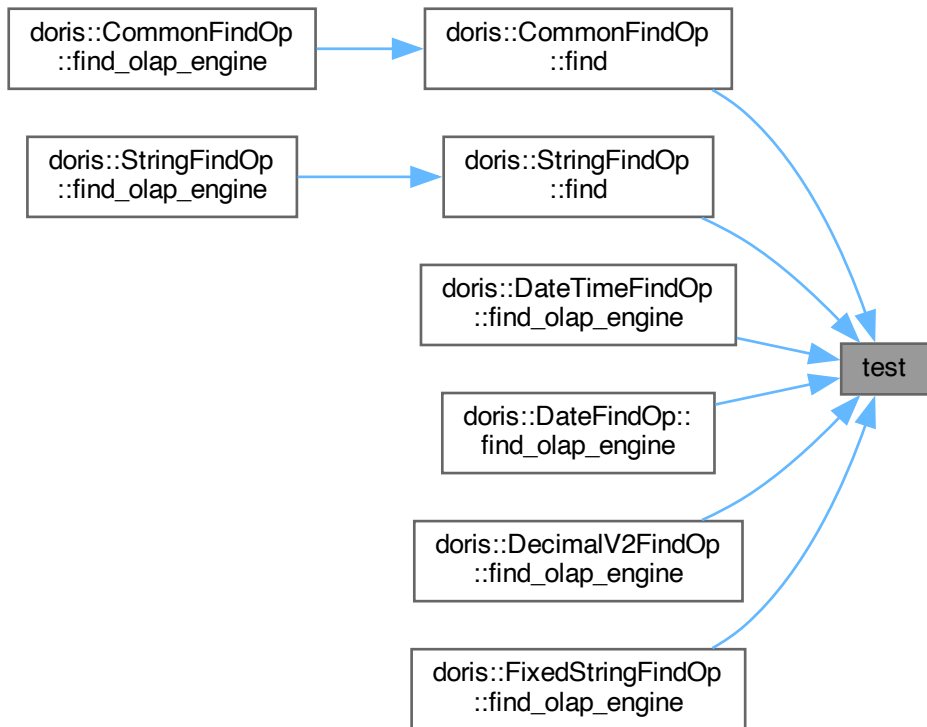 doris::CommonFindOp
::find_olap_engine
doris::CommonFindOp
::find
doris::StringFindOp
::find_olap_engine
doris::StringFindOp
::find
doris::DateTimeFindOp
::find_olap_engine
test
doris::DateFindOp::
find_olap_engine
doris::DecimalV2FindOp
::find_olap_engine
doris::FixedStringFindOp
::find_olap_engine